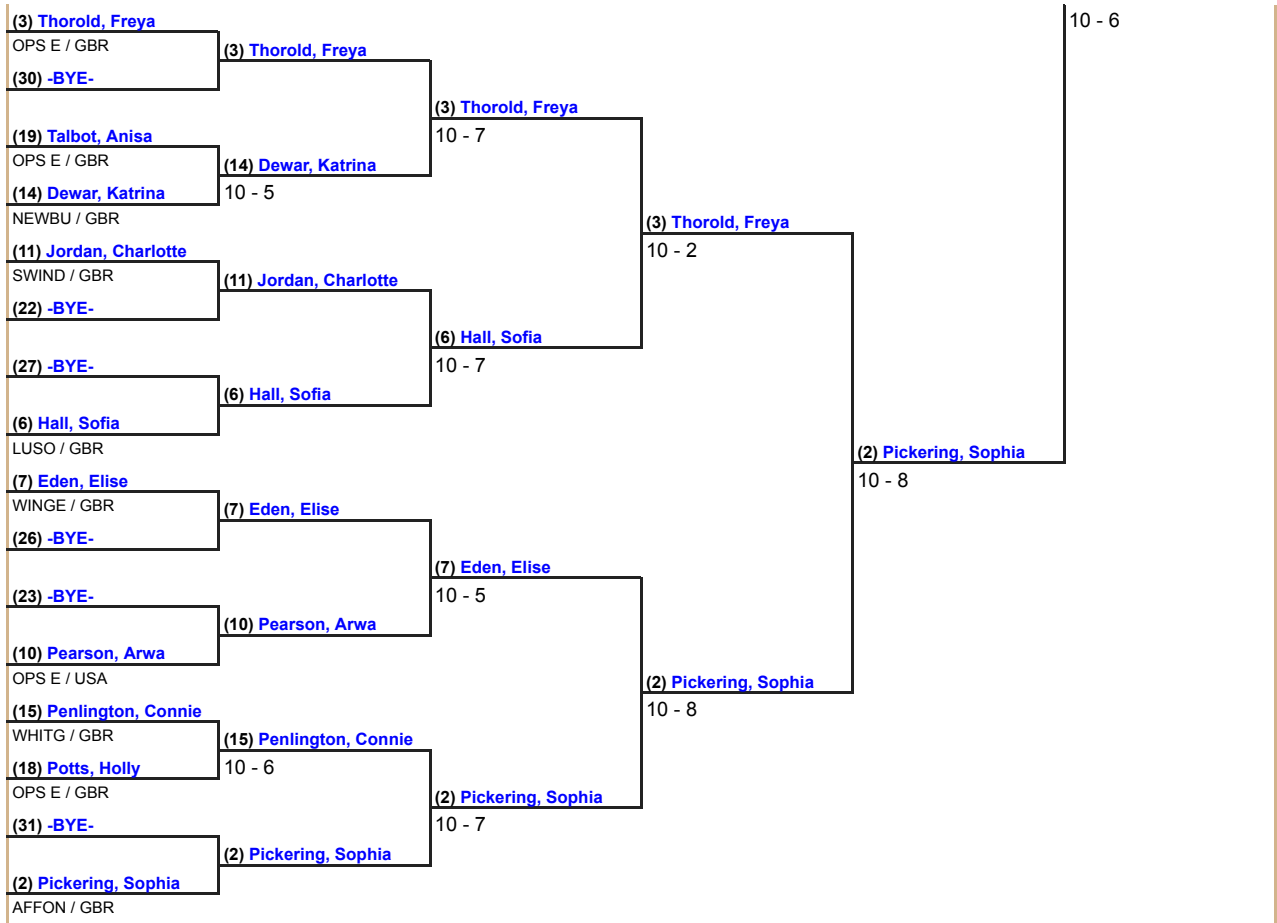 (3) Thorold, Freya
OPS E / GBR
(30) -BYE-
(19) Talbot, Anisa
OPS E / GBR
(14) Dewar, Katrina
NEWBU / GBR
(11) Jordan, Charlotte
SWIND / GBR
(22) -BYE-
(27) -BYE-
(6) Hall, Sofia
LUSO / GBR
(7) Eden, Elise
WINGE / GBR
(26) -BYE-
(23) -BYE-
(10) Pearson, Arwa
OPS E / USA
(15) Penlington, Connie
WHITG / GBR
(18) Potts, Holly
OPS E / GBR
(31) -BYE-
(2) Pickering, Sophia
AFFON / GBR
(3) Thorold, Freya
(14) Dewar, Katrina
10 - 5
(11) Jordan, Charlotte
(6) Hall, Sofia
(7) Eden, Elise
(10) Pearson, Arwa
(15) Penlington, Connie
10 - 6
(2) Pickering, Sophia
(3) Thorold, Freya
10 - 7
(6) Hall, Sofia
10 - 7
(7) Eden, Elise
10 - 5
(2) Pickering, Sophia
10 - 7
(3) Thorold, Freya
10 - 2
(2) Pickering, Sophia
10 - 8
(2) Pickering, Sophia
10 - 8
10 - 6